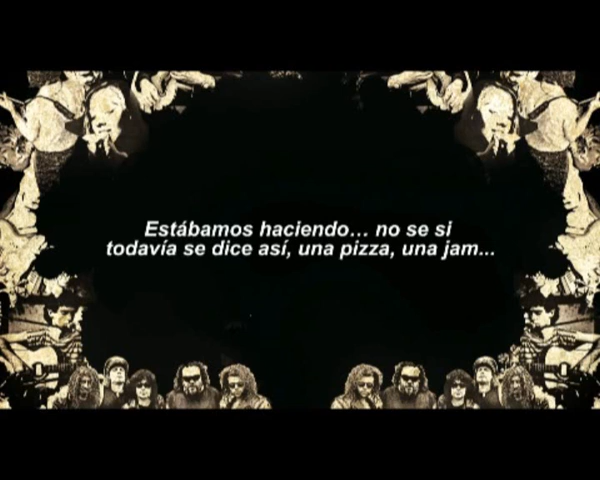 Estábamos haciendo... no se si
todavía se dice así, una pizza, una jam...